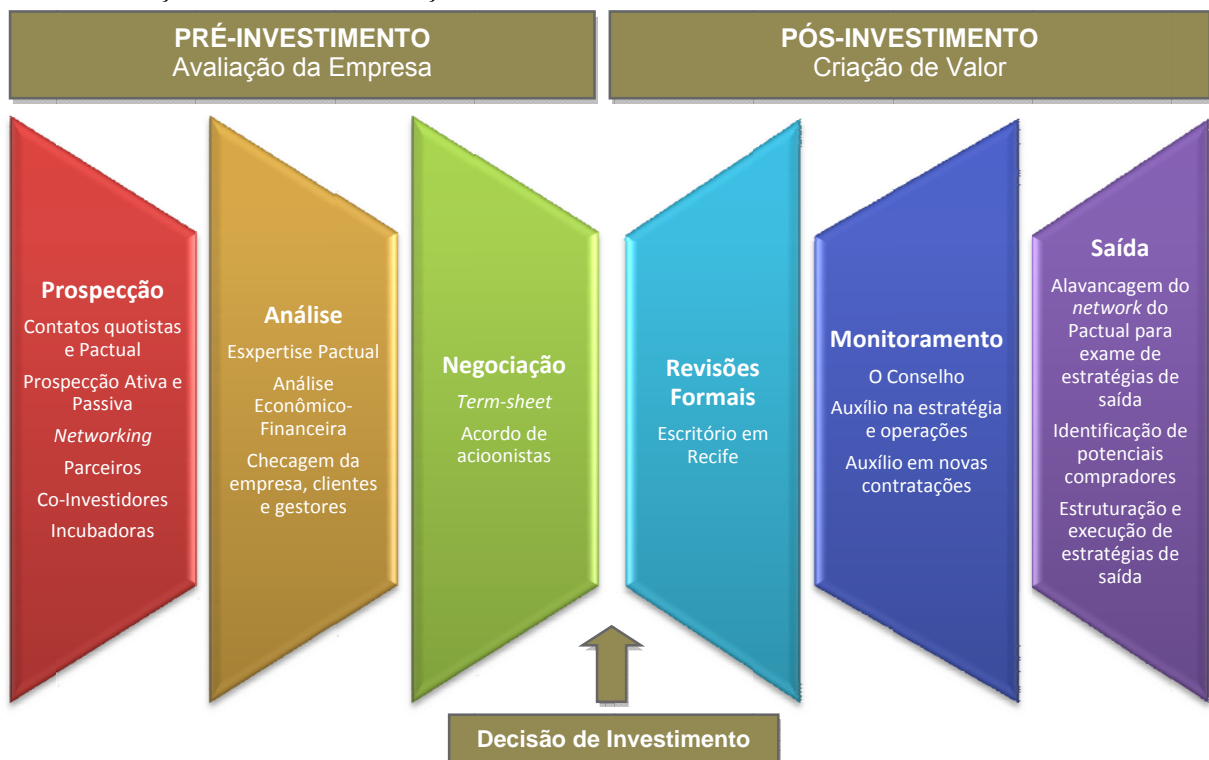 PRÉ-INVESTIMENTO
Avaliação da Empresa
PÓS-INVESTIMENTO
Criação de Valor
Prospecção
Contatos quotistas
e Pactual
Prospecção Ativa e
Passiva
Networking
Parceiros
Co-Investidores
Incubadoras
Análise
Esxpertise Pactual
Análise
Econômico-
Financeira
Checagem da
empresa, clientes
e gestores
Negociação
Term-sheet
Acordo de
acioonistas
Revisões
Formais
Escritório em
Recife
Monitoramento
O Conselho
Auxílio na estratégia
e operações
Auxílio em novas
contratações
Saída
Alavancagem do
network do
Pactual para
exame de
estratégias de
saída
Identificação de
potenciais
compradores
Estruturação e
execução de
estratégias de
saída
Decisão de Investimento